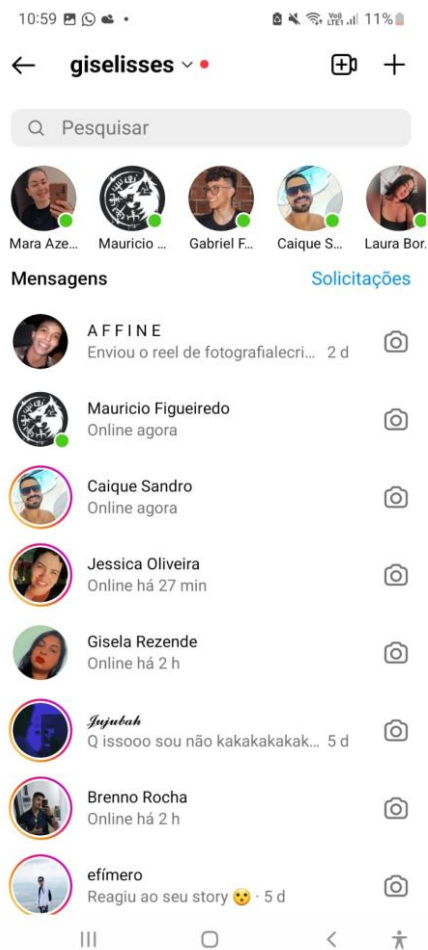 10:59
11%
giselisses
Pesquisar
Mara Aze...
Mauricio ...
Gabriel F...
Caique S...
Laura Bor.
Mensagens
Solicitações
A F F I N E
Enviou o reel de fotografialecri... 2 d
Mauricio Figueiredo
Online agora
Caique Sandro
Online agora
Jessica Oliveira
Online há 27 min
Gisela Rezende
Online há 2 h
𝓙𝓾𝓳𝓾𝓫𝓪𝓱
Q issooo sou não kakakakakak... 5 d
Brenno Rocha
Online há 2 h
efímero
Reagiu ao seu story 😯 · 5 d